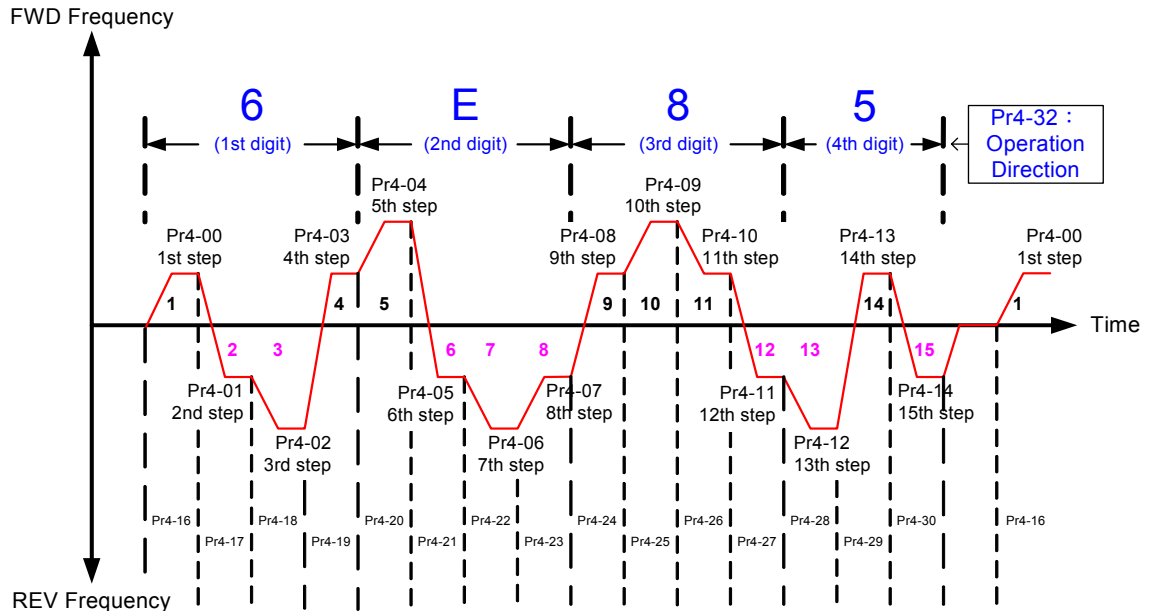 FWD Frequency
6
(1st digit)
E
(2nd digit)
8
(3rd digit)
5
(4th digit)
Pr4-32：
Operation
Direction
Pr4-00
1st step
Pr4-03
4th step
Pr4-04
5th step
Pr4-08
9th step
Pr4-09
10th step
Pr4-10
11th step
Pr4-13
14th step
Pr4-00
1st step
1
4
5
9
10
11
14
1
Time
2
3
6
7
8
12
13
15
Pr4-01
2nd step
Pr4-02
3rd step
Pr4-05
6th step
Pr4-06
7th step
Pr4-07
8th step
Pr4-11
12th step
Pr4-12
13th step
Pr4-14
15th step
Pr4-16
Pr4-17
Pr4-18
Pr4-19
Pr4-20
Pr4-21
Pr4-22
Pr4-23
Pr4-24
Pr4-25
Pr4-26
Pr4-27
Pr4-28
Pr4-29
Pr4-30
Pr4-16
REV Frequency